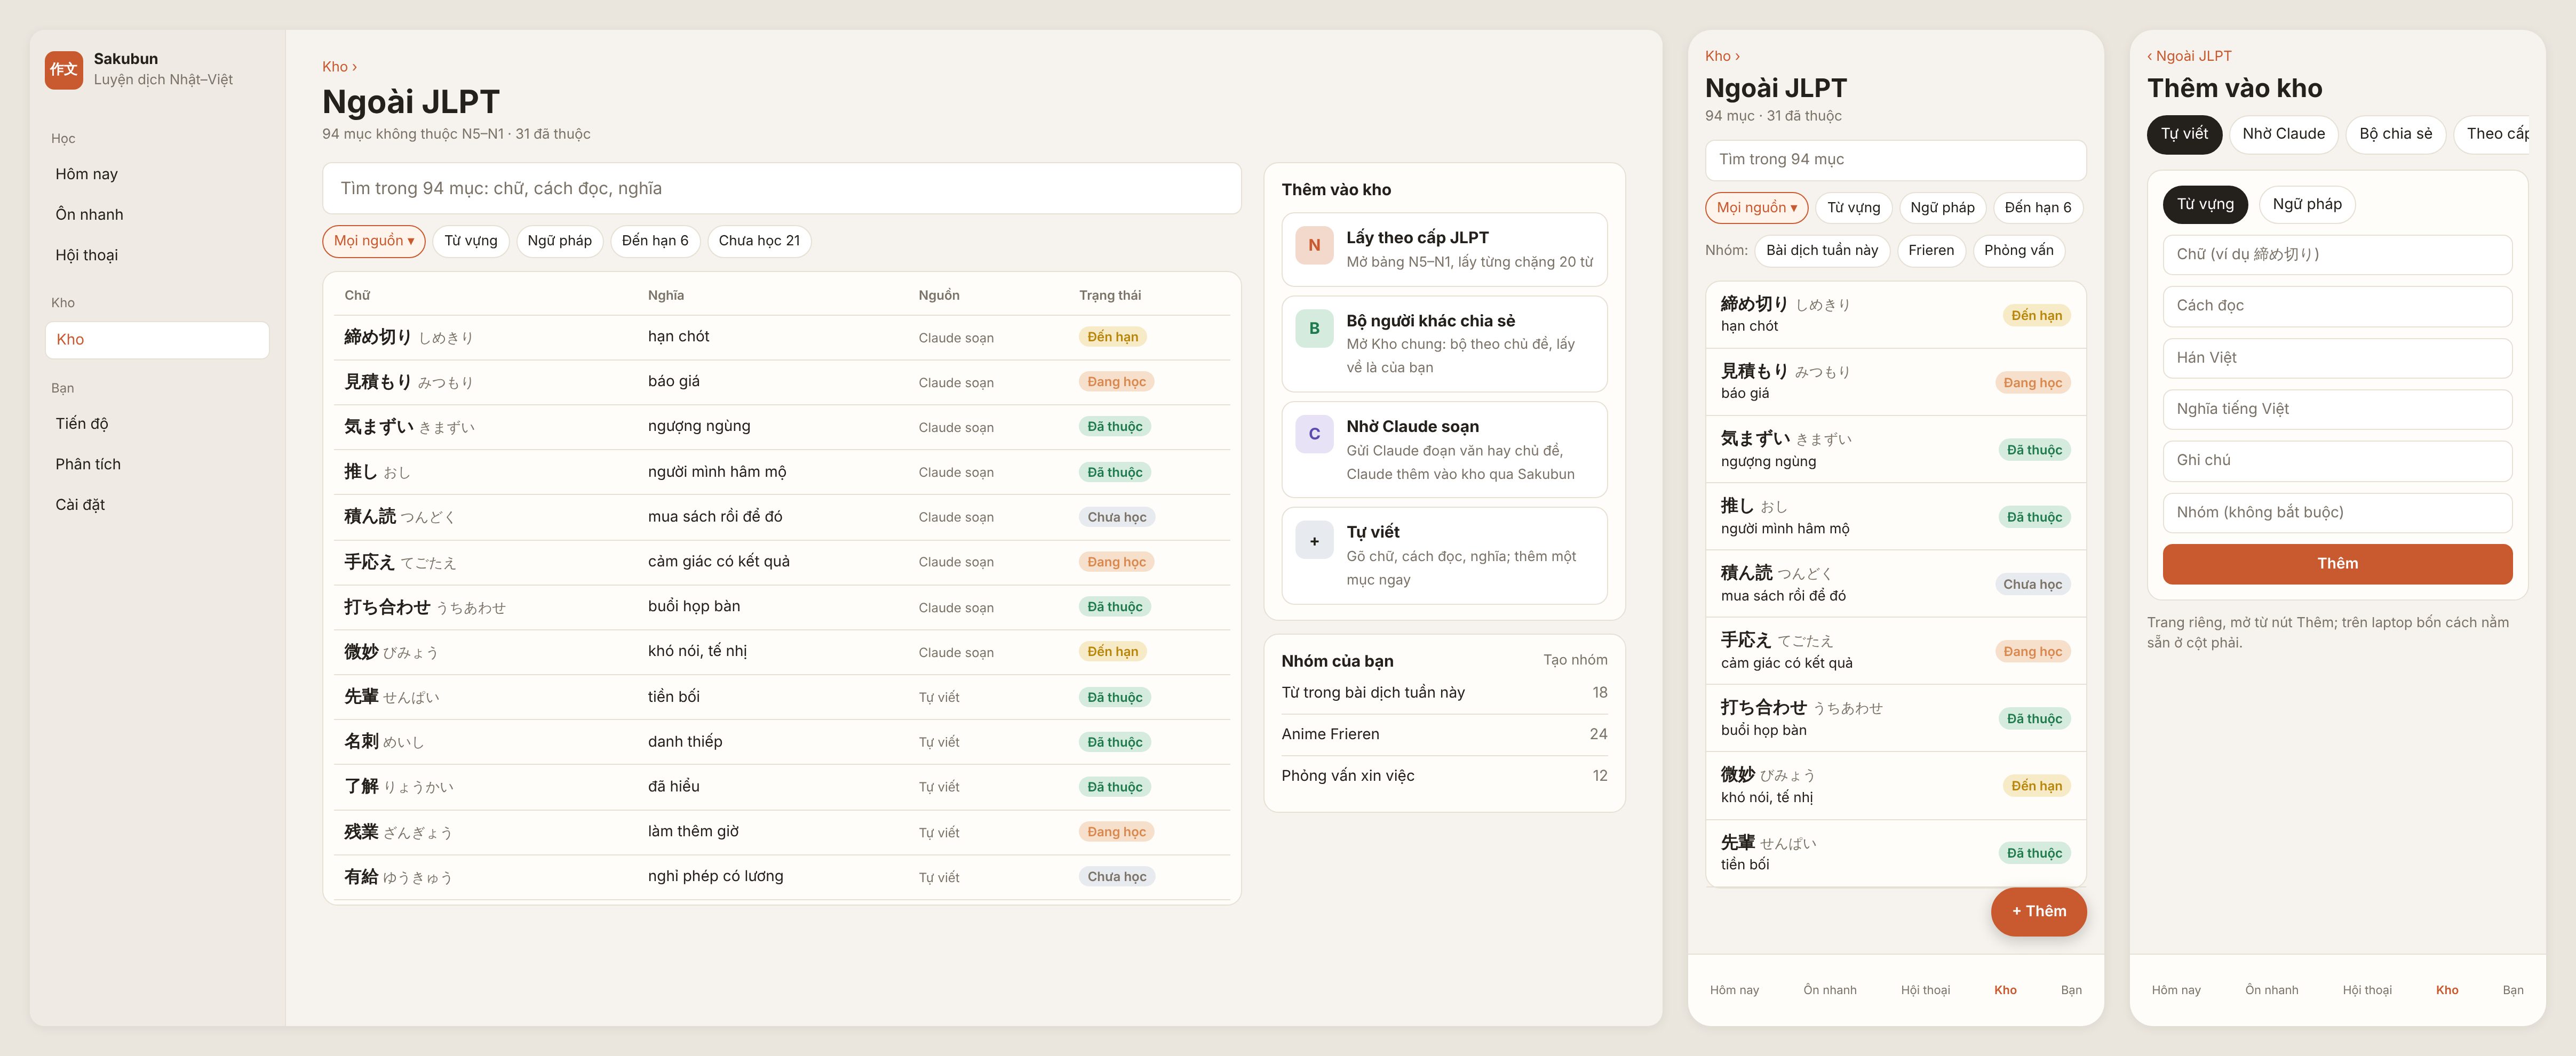 作文
Sakubun
Luyện dịch Nhật–Việt
Học
Hôm nay
Ôn nhanh
Hội thoại
Kho
Kho
Bạn
Tiến độ
Phân tích
Cài đặt
Kho ›
Ngoài JLPT
94 mục không thuộc N5–N1 · 31 đã thuộc
Tìm trong 94 mục: chữ, cách đọc, nghĩa
Mọi nguồn ▾ Từ vựng Ngữ pháp Đến hạn 6 Chưa học 21
Chữ Nghĩa Nguồn Trạng thái
締め切り しめきり hạn chót Claude soạn Đến hạn
見積もり みつもり báo giá Claude soạn Đang học
気まずい きまずい ngượng ngùng Claude soạn Đã thuộc
推し おし người mình hâm mộ Claude soạn Đã thuộc
積ん読 つんどく mua sách rồi để đó Claude soạn Chưa học
手応え てごたえ cảm giác có kết quả Claude soạn Đang học
打ち合わせ うちあわせ buổi họp bàn Claude soạn Đã thuộc
微妙 びみょう khó nói, tế nhị Claude soạn Đến hạn
先輩 せんぱい tiền bối Tự viết Đã thuộc
名刺 めいし danh thiếp Tự viết Đã thuộc
了解 りょうかい đã hiểu Tự viết Đã thuộc
残業 ざんぎょう làm thêm giờ Tự viết Đang học
有給 ゆうきゅう nghỉ phép có lương Tự viết Chưa học
Thêm vào kho
N
Lấy theo cấp JLPT
Mở bảng N5–N1, lấy từng chặng 20 từ
B
Bộ người khác chia sẻ
Mở Kho chung: bộ theo chủ đề, lấy
về là của bạn
C
Nhờ Claude soạn
Gửi Claude đoạn văn hay chủ đề,
Claude thêm vào kho qua Sakubun
+
Tự viết
Gõ chữ, cách đọc, nghĩa; thêm một
mục ngay
Nhóm của bạn Tạo nhóm
Từ trong bài dịch tuần này 18
Anime Frieren 24
Phỏng vấn xin việc 12
Kho ›
Ngoài JLPT
94 mục · 31 đã thuộc
Tìm trong 94 mục
Mọi nguồn ▾ Từ vựng Ngữ pháp Đến hạn 6
Nhóm: Bài dịch tuần này Frieren Phỏng vấn
締め切り しめきり
hạn chót
Đến hạn
見積もり みつもり
báo giá
Đang học
気まずい きまずい
ngượng ngùng
Đã thuộc
推し おし
người mình hâm mộ
Đã thuộc
積ん読 つんどく
mua sách rồi để đó
Chưa học
手応え てごたえ
cảm giác có kết quả
Đang học
打ち合わせ うちあわせ
buổi họp bàn
Đã thuộc
微妙 びみょう
khó nói, tế nhị
Đến hạn
先輩 せんぱい
tiền bối
Đã thuộc
+ Thêm
Hôm nay Ôn nhanh Hội thoại Kho Bạn
‹ Ngoài JLPT
Thêm vào kho
Tự viết Nhờ Claude Bộ chia sẻ Theo cấp
Từ vựng Ngữ pháp
Chữ (ví dụ 締め切り)
Cách đọc
Hán Việt
Nghĩa tiếng Việt
Ghi chú
Nhóm (không bắt buộc)
Thêm
Trang riêng, mở từ nút Thêm; trên laptop bốn cách nằm
sẵn ở cột phải.
Hôm nay Ôn nhanh Hội thoại Kho Bạn